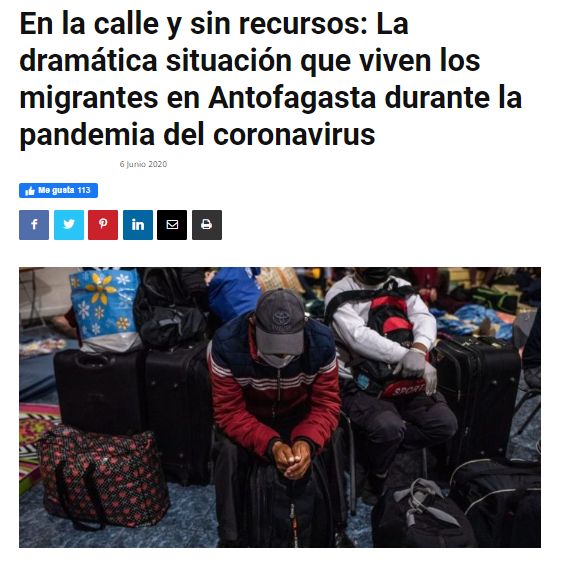 En la calle y sin recursos: La
dramática situación que viven los
migrantes en Antofagasta durante la
pandemia del coronavirus
6 Junio 2020
Me gusta 113
SPORT